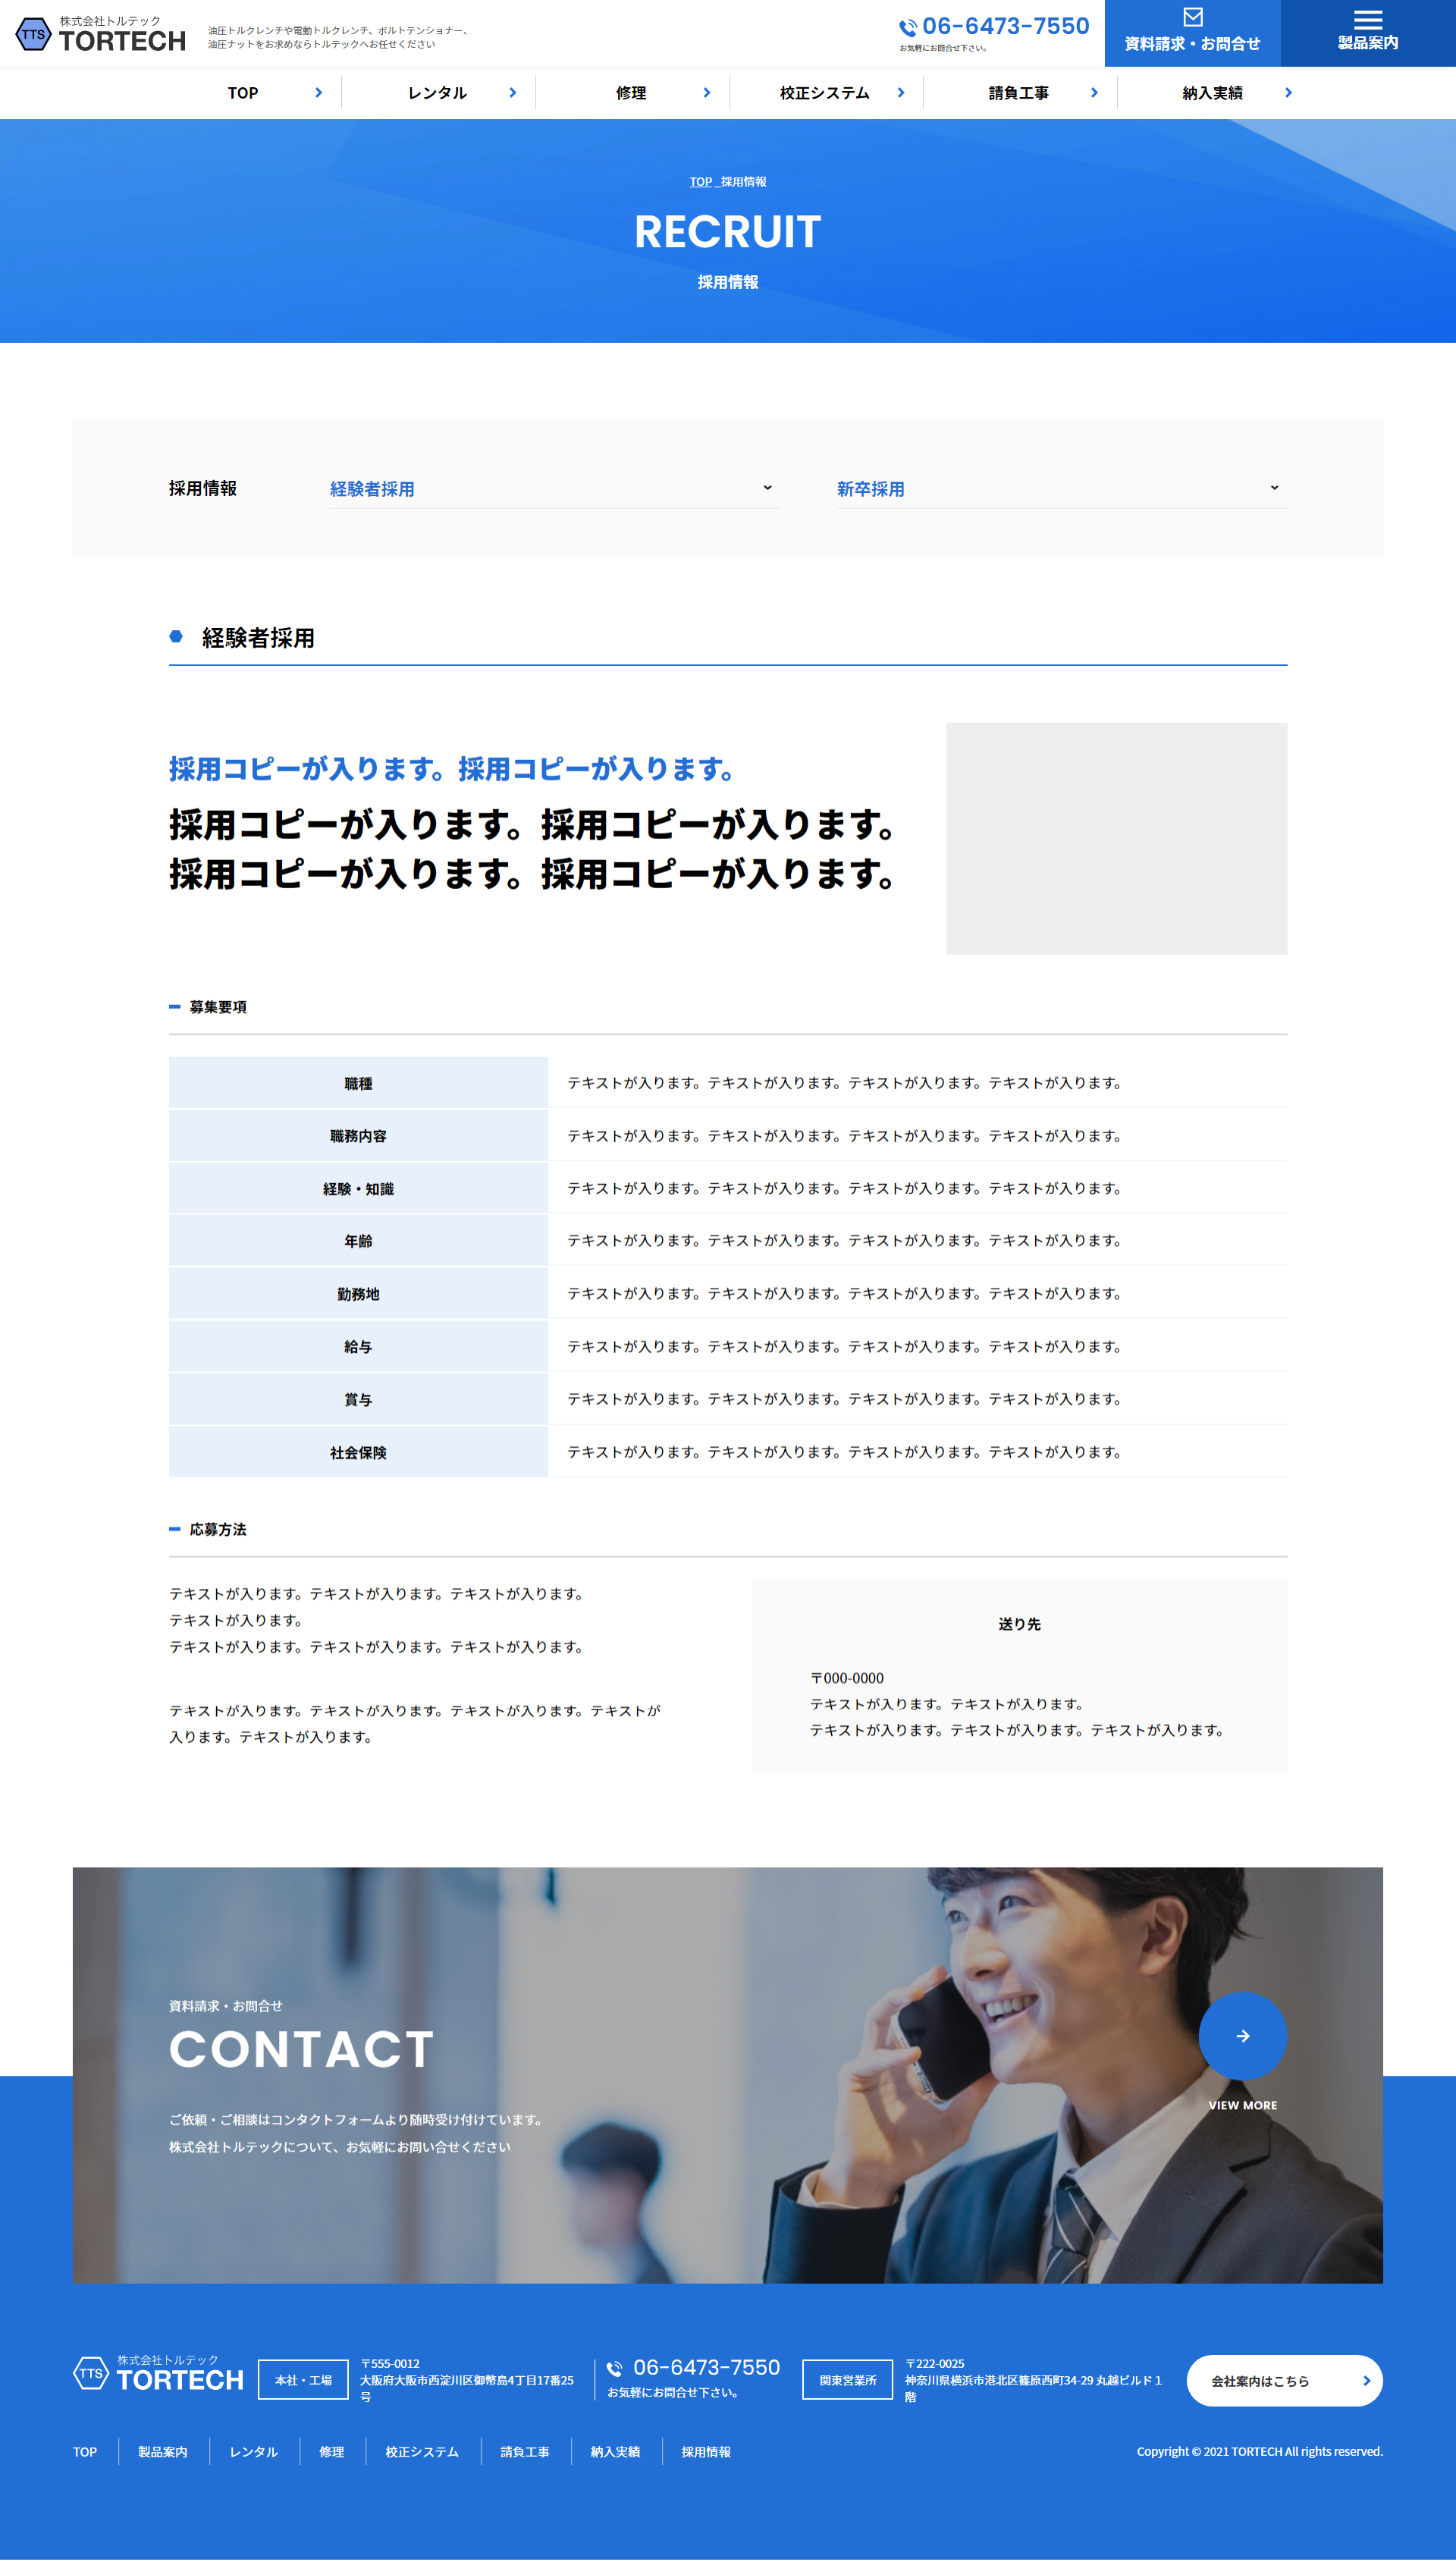 TTS
株式会社トルテック
TORTECH
油圧トルクレンチや電動トルクレンチ、ボルトテンショナー、
油圧ナットをお求めならトルテックへお任せください
06-6473-7550
お気軽にお問合せ下さい。
資料請求・お問合せ
製品案内
TOP
レンタル
修理
校正システム
請負工事
納入実績
TOP _採用情報
RECRUIT
採用情報
採用情報
経験者採用
新卒採用
経験者採用
採用コピーが入ります。採用コピーが入ります。
採用コピーが入ります。採用コピーが入ります。
採用コピーが入ります。採用コピーが入ります。
募集要項
職種
テキストが入ります。テキストが入ります。テキストが入ります。テキストが入ります。
職務内容
テキストが入ります。テキストが入ります。テキストが入ります。テキストが入ります。
経験・知識
テキストが入ります。テキストが入ります。テキストが入ります。テキストが入ります。
年齢
テキストが入ります。テキストが入ります。テキストが入ります。テキストが入ります。
勤務地
テキストが入ります。テキストが入ります。テキストが入ります。テキストが入ります。
給与
テキストが入ります。テキストが入ります。テキストが入ります。テキストが入ります。
賞与
テキストが入ります。テキストが入ります。テキストが入ります。テキストが入ります。
社会保険
テキストが入ります。テキストが入ります。テキストが入ります。テキストが入ります。
応募方法
テキストが入ります。テキストが入ります。テキストが入ります。
テキストが入ります。
テキストが入ります。テキストが入ります。テキストが入ります。
テキストが入ります。テキストが入ります。テキストが入ります。テキストが
入ります。テキストが入ります。
送り先
〒000-0000
テキストが入ります。テキストが入ります。
テキストが入ります。テキストが入ります。テキストが入ります。
資料請求・お問合せ
CONTACT
ご依頼・ご相談はコンタクトフォームより随時受け付けています。
株式会社トルテックについて、お気軽にお問い合せください
VIEW MORE
TTS
株式会社トルテック
TORTECH
本社・工場
〒555-0012
大阪府大阪市西淀川区御幣島4丁目17番25
号
06-6473-7550
お気軽にお問合せ下さい。
関東営業所
〒222-0025
神奈川県横浜市港北区篠原西町34-29 丸越ビルド１
階
会社案内はこちら
TOP
製品案内
レンタル
修理
校正システム
請負工事
納入実績
採用情報
Copyright © 2021 TORTECH All rights reserved.